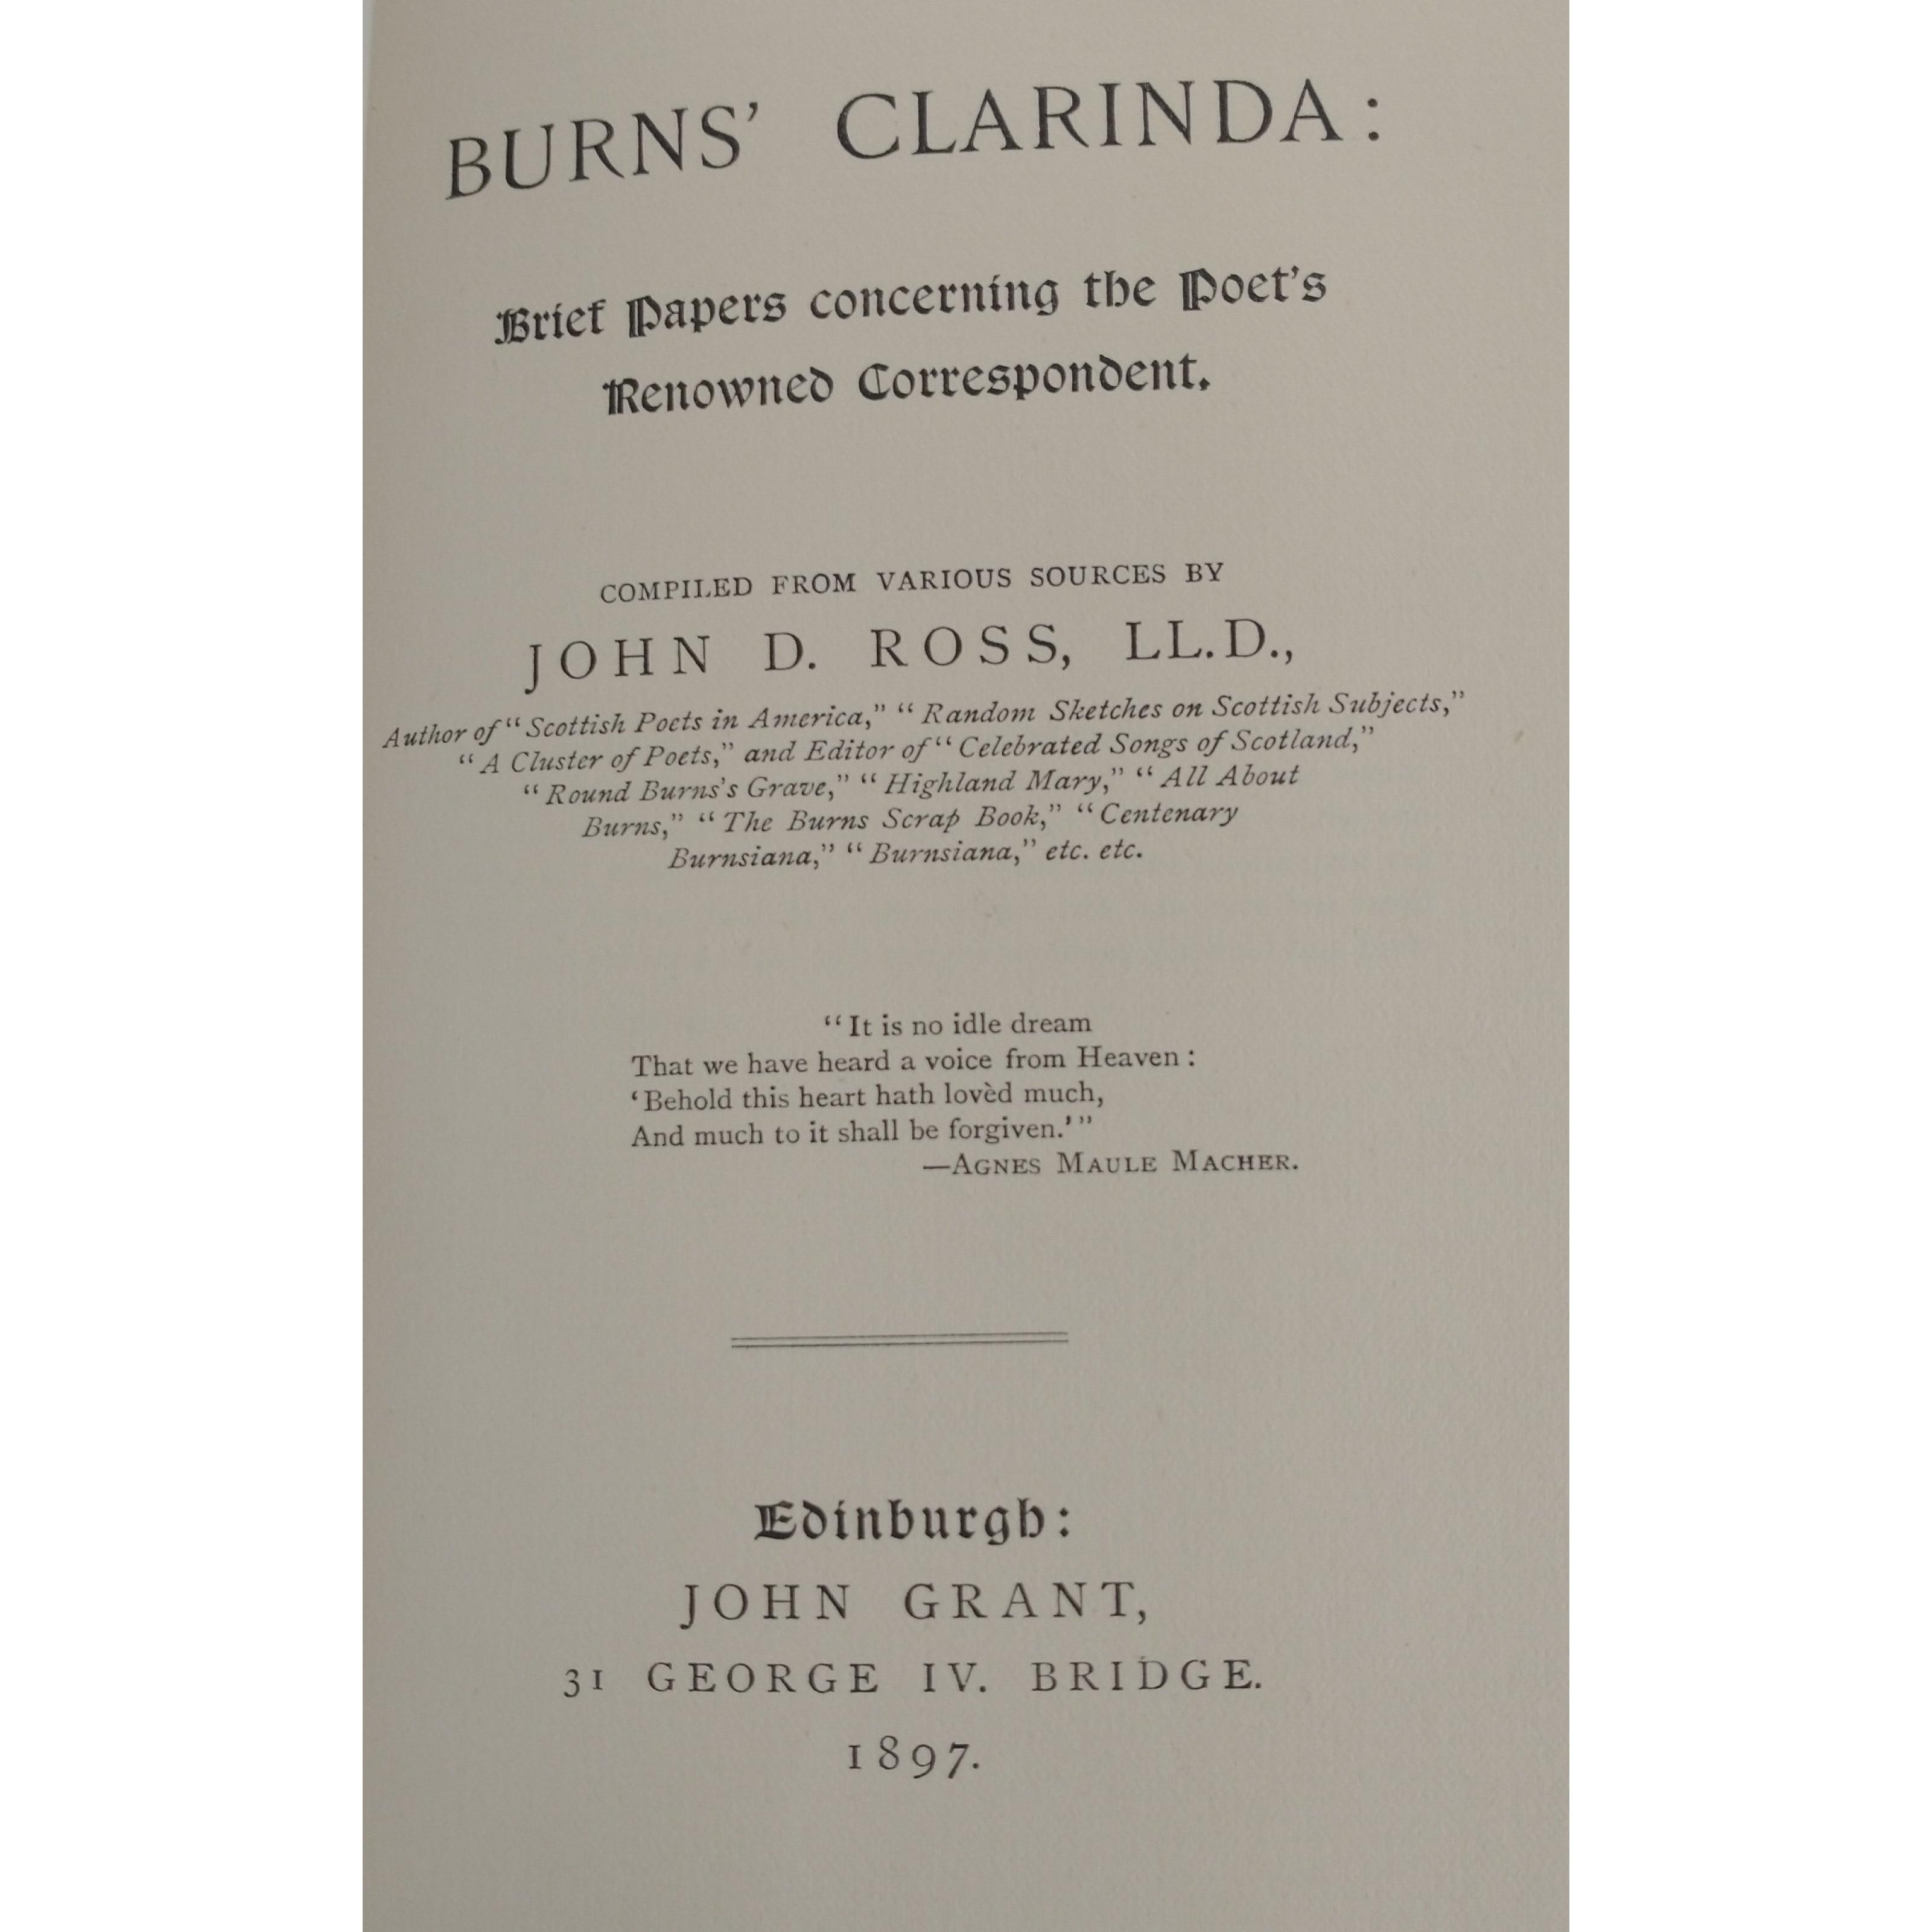 BURNS’ CLARINDA:
Brief Papers concerning the Poet’s
Renowned Correspondent.
COMPILED FROM VARIOUS SOURCES BY
JOHN D. ROSS, LL.D.,
Author of “Scottish Poets in America,” “Random Sketches on Scottish Subjects,”
“A Cluster of Poets,” and Editor of “Celebrated Songs of Scotland,”
“Round Burns’s Grave,” “Highland Mary,” “All About
Burns,” “The Burns Scrap Book,” “Centenary
Burnsiana,” “Burnsiana,” etc. etc.
“It is no idle dream
That we have heard a voice from Heaven:
‘Behold this heart hath lovèd much,
And much to it shall be forgiven.’”
—AGNES MAULE MACHER.
Edinburgh:
JOHN GRANT,
31 GEORGE IV. BRIDGE.
1897.